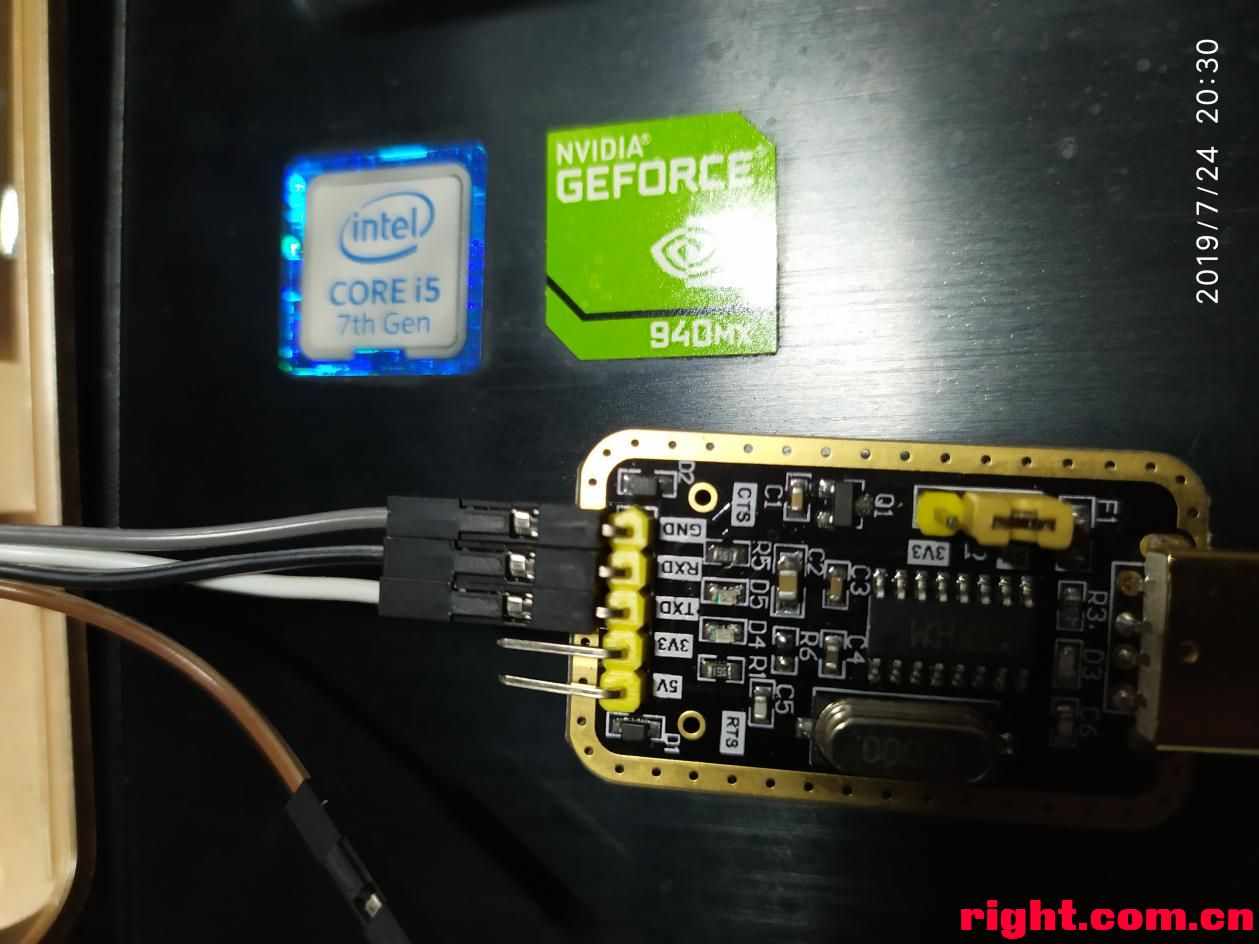 2019/7/24 20:30
intel
CORE i5
7th Gen
NVIDIA®
GEFORCE
940MX
D2
CTS
C1
Q1
F1
GND
3V3
RXD
R5
C2
C3
TXD
D5
R3
3V3
D4
R6
C4
D3
5V
R1
C5
C6
D1
RTS
right.com.cn